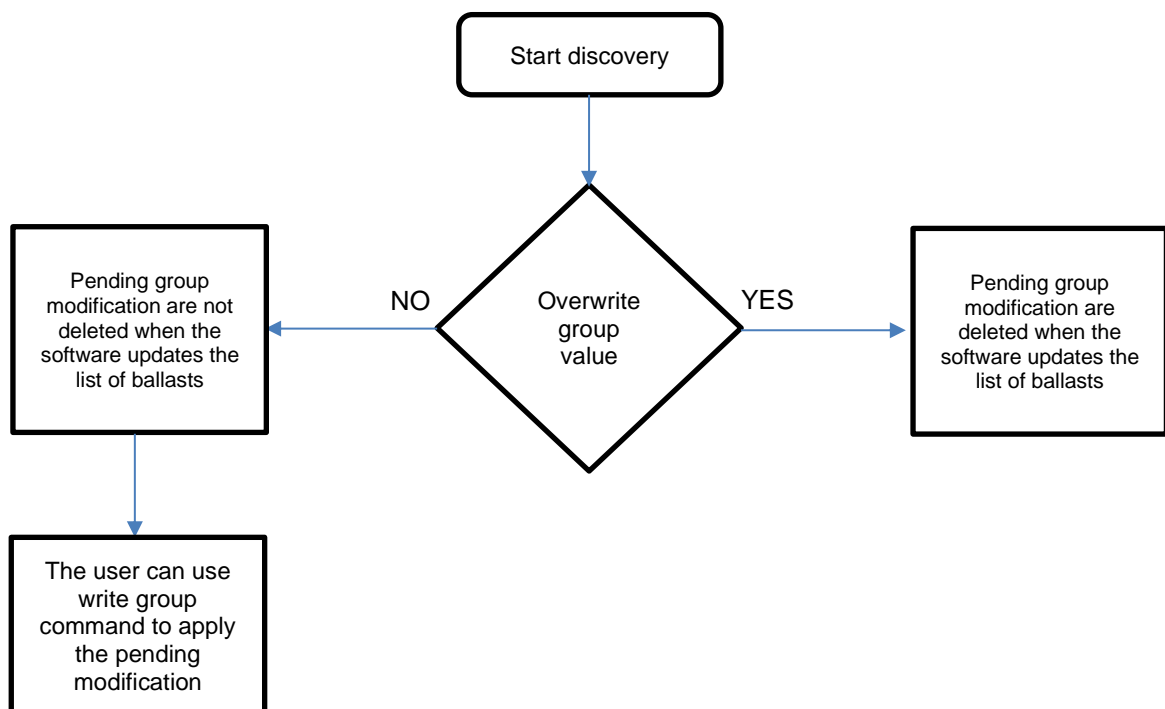 Start discovery
Pending group
modification are not
deleted when the
software updates the
list of ballasts
NO
Overwrite
group
value
YES
Pending group
modification are
deleted when the
software updates the
list of ballasts
The user can use
write group
command to apply
the pending
modification